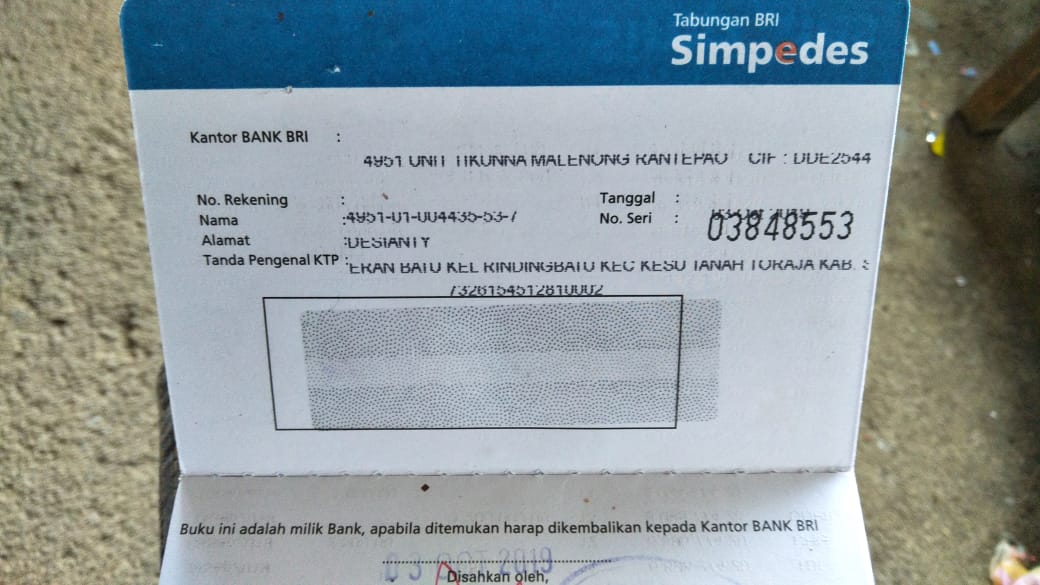 Tabungan BRI
Simpedes
Kantor BANK BRI :
4951 UNIT TIKUNNA MALENONG RANTEPAO CIF : DDE2544
No. Rekening : Tanggal :
4951-01-004435-53-7 03 Oct 2019
Nama : No. Seri : 03848553
Alamat : DESIANTY
Tanda Pengenal KTP : ERAN BATU KEL RINDINGBATU KEC KESU TANAH TORAJA KAB. S
7326154512810002
Buku ini adalah milik Bank, apabila ditemukan harap dikembalikan kepada Kantor BANK BRI
03 OCT 2019
Disahkan oleh,